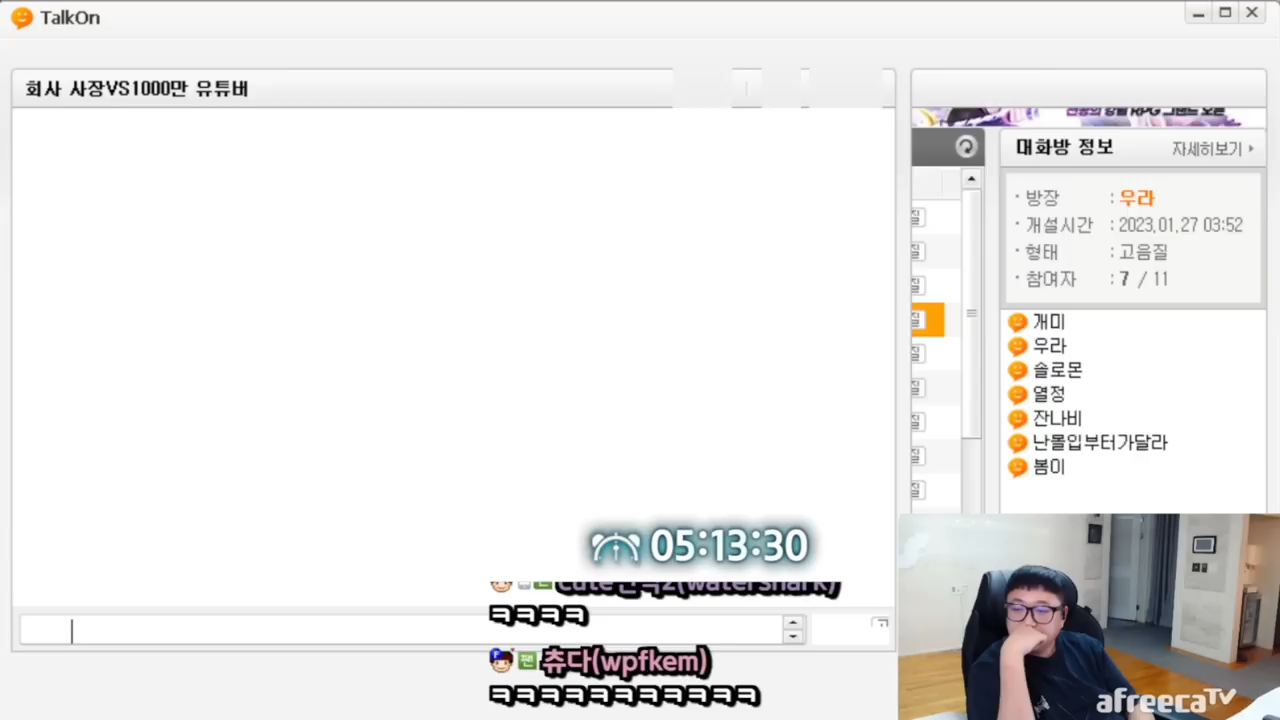 TalkOn
회사 사장VS1000만 유튜버
대화방 정보
자세히보기
· 방장 : 우라
· 개설시간 : 2023.01.27 03:52
· 형태 : 고음질
· 참여자 : 7 / 11
개미
우라
솔로몬
열정
잔나비
난몰입부터가달라
봄이
05:13:30
ㅋㅋㅋㅋ
팬 츄다(wpfkem)
ㅋㅋㅋㅋㅋㅋㅋㅋㅋㅋㅋ
afreecaTV